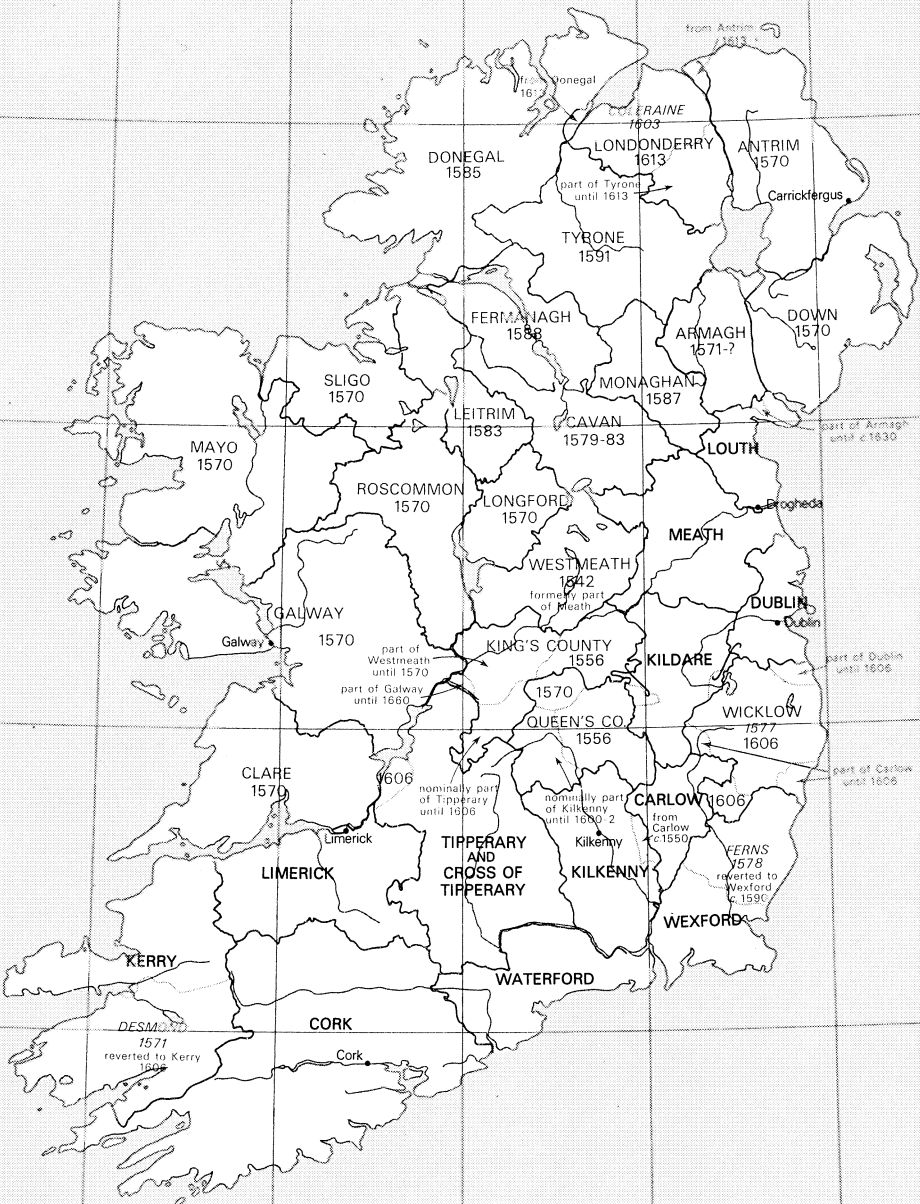 from Antrim
1613
from Donegal
1613
COLERAINE
1603
LONDONDERRY
1613
ANTRIM
1570
DONEGAL
1585
part of Tyrone
until 1613
Carrickfergus
TYRONE
1591
FERMANAGH
1588
ARMAGH
1571-?
DOWN
1570
SLIGO
1570
MONAGHAN
1587
LEITRIM
1583
CAVAN
1579-83
part of Armagh
until c.1630
MAYO
1570
LOUTH
ROSCOMMON
1570
LONGFORD
1570
Drogheda
MEATH
WESTMEATH
1542
formerly part
of Meath
DUBLIN
Dublin
GALWAY
1570
Galway
part of
Westmeath
until 1570
KING'S COUNTY
1556
KILDARE
part of Dublin
until 1606
part of Galway
until 1660
1570
QUEEN'S CO.
1556
WICKLOW
1577
1606
CLARE
1570
1606
nominally part
of Tipperary
until 1606
nominally part
of Kilkenny
until 1600-2
part of Carlow
until 1606
CARLOW 1606
from
Carlow
c.1550
Limerick
Kilkenny
TIPPERARY
AND
CROSS OF
TIPPERARY
FERNS
1578
reverted to
Wexford
c.1590
LIMERICK
KILKENNY
WEXFORD
KERRY
WATERFORD
DESMOND
1571
reverted to Kerry
1606
CORK
Cork